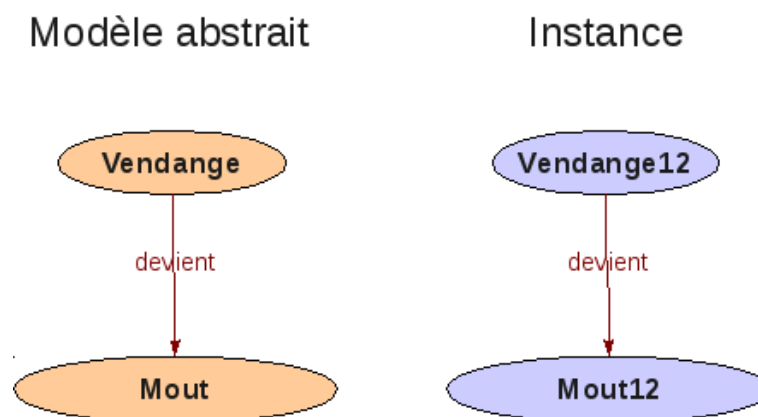 Modèle abstrait
Instance
Vendange
Vendange12
devient
devient
Mout
Mout12